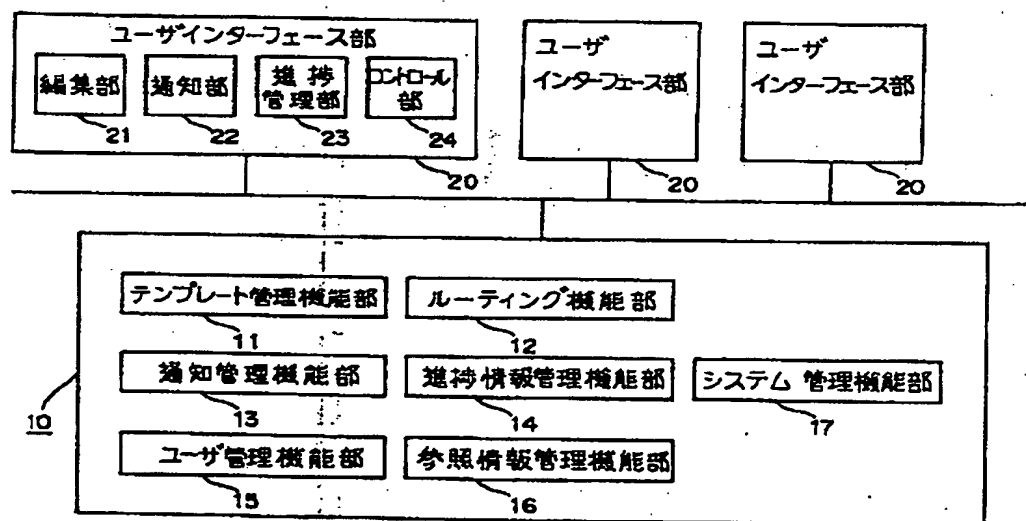 ユーザインターフェース部
編集部
21
通知部
22
進捗
管理部
23
コントロール
部
24
20
ユーザ
インターフェース部
20
ユーザ
インターフェース部
20
テンプレート管理機能部
11
ルーティング機能部
12
通知管理機能部
13
進捗情報管理機能部
14
システム管理機能部
17
10
ユーザ管理機能部
15
参照情報管理機能部
16